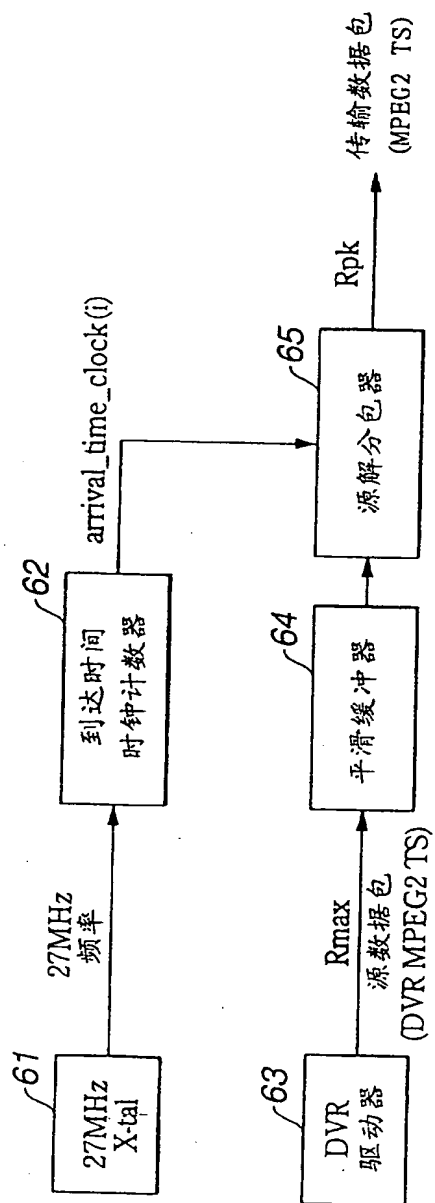 61
27MHz
X-tal
27MHz
频率
62
到达时间
时钟计数器
arrival_time_clock(i)
63
DVR
驱动器
Rmax
源数据包
(DVR MPEG2 TS)
64
平滑缓冲器
65
源解分包器
Rpk
传输数据包
(MPEG2 TS)